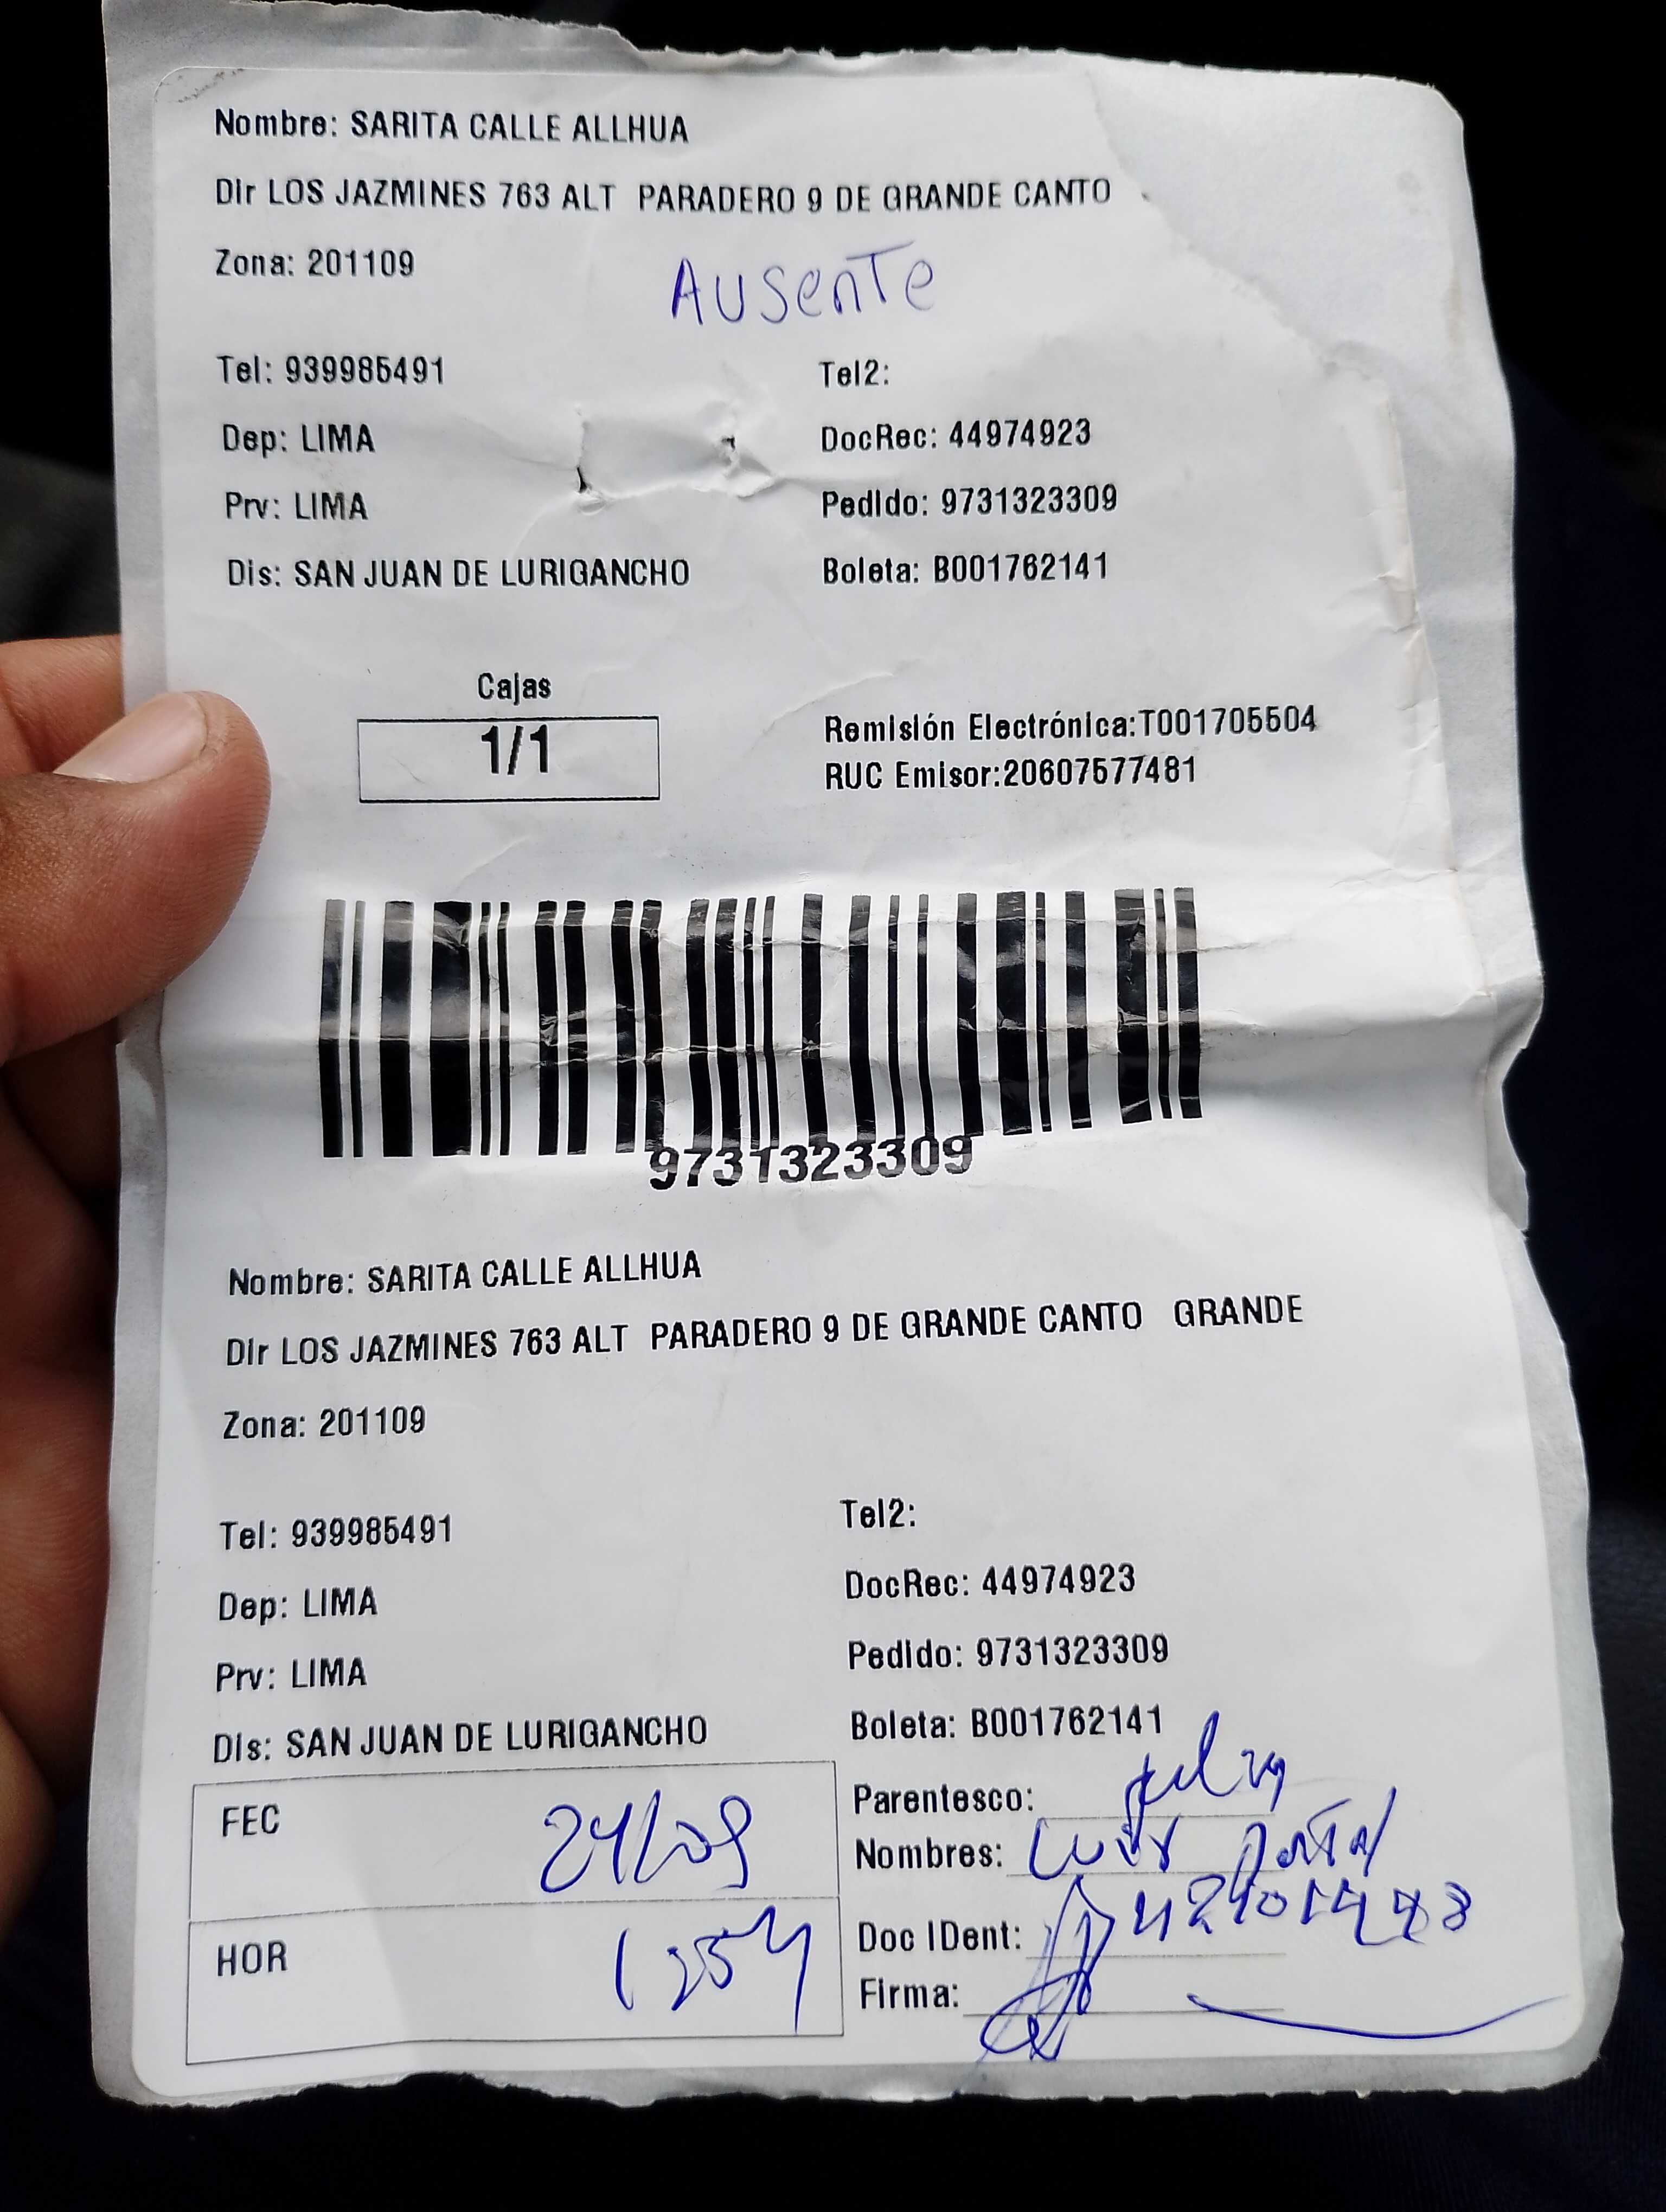 Nombre: SARITA CALLE ALLHUA
Dir LOS JAZMINES 763 ALT PARADERO 9 DE GRANDE CANTO
Zona: 201109
AUSENTE
Tel: 939985491 Tel2:
Dep: LIMA DocRec: 44974923
Prv: LIMA Pedido: 9731323309
Dis: SAN JUAN DE LURIGANCHO Boleta: B001762141
Cajas
1/1
Remisión Electrónica:T001705504
RUC Emisor:20607577481
9731323309
Nombre: SARITA CALLE ALLHUA
Dir LOS JAZMINES 763 ALT PARADERO 9 DE GRANDE CANTO GRANDE
Zona: 201109
Tel: 939985491 Tel2:
Dep: LIMA DocRec: 44974923
Prv: LIMA Pedido: 9731323309
Dis: SAN JUAN DE LURIGANCHO Boleta: B001762141
FEC 24/09
HOR 1254
Parentesco:
Nombres: Luis
Doc IDent:
Firma: